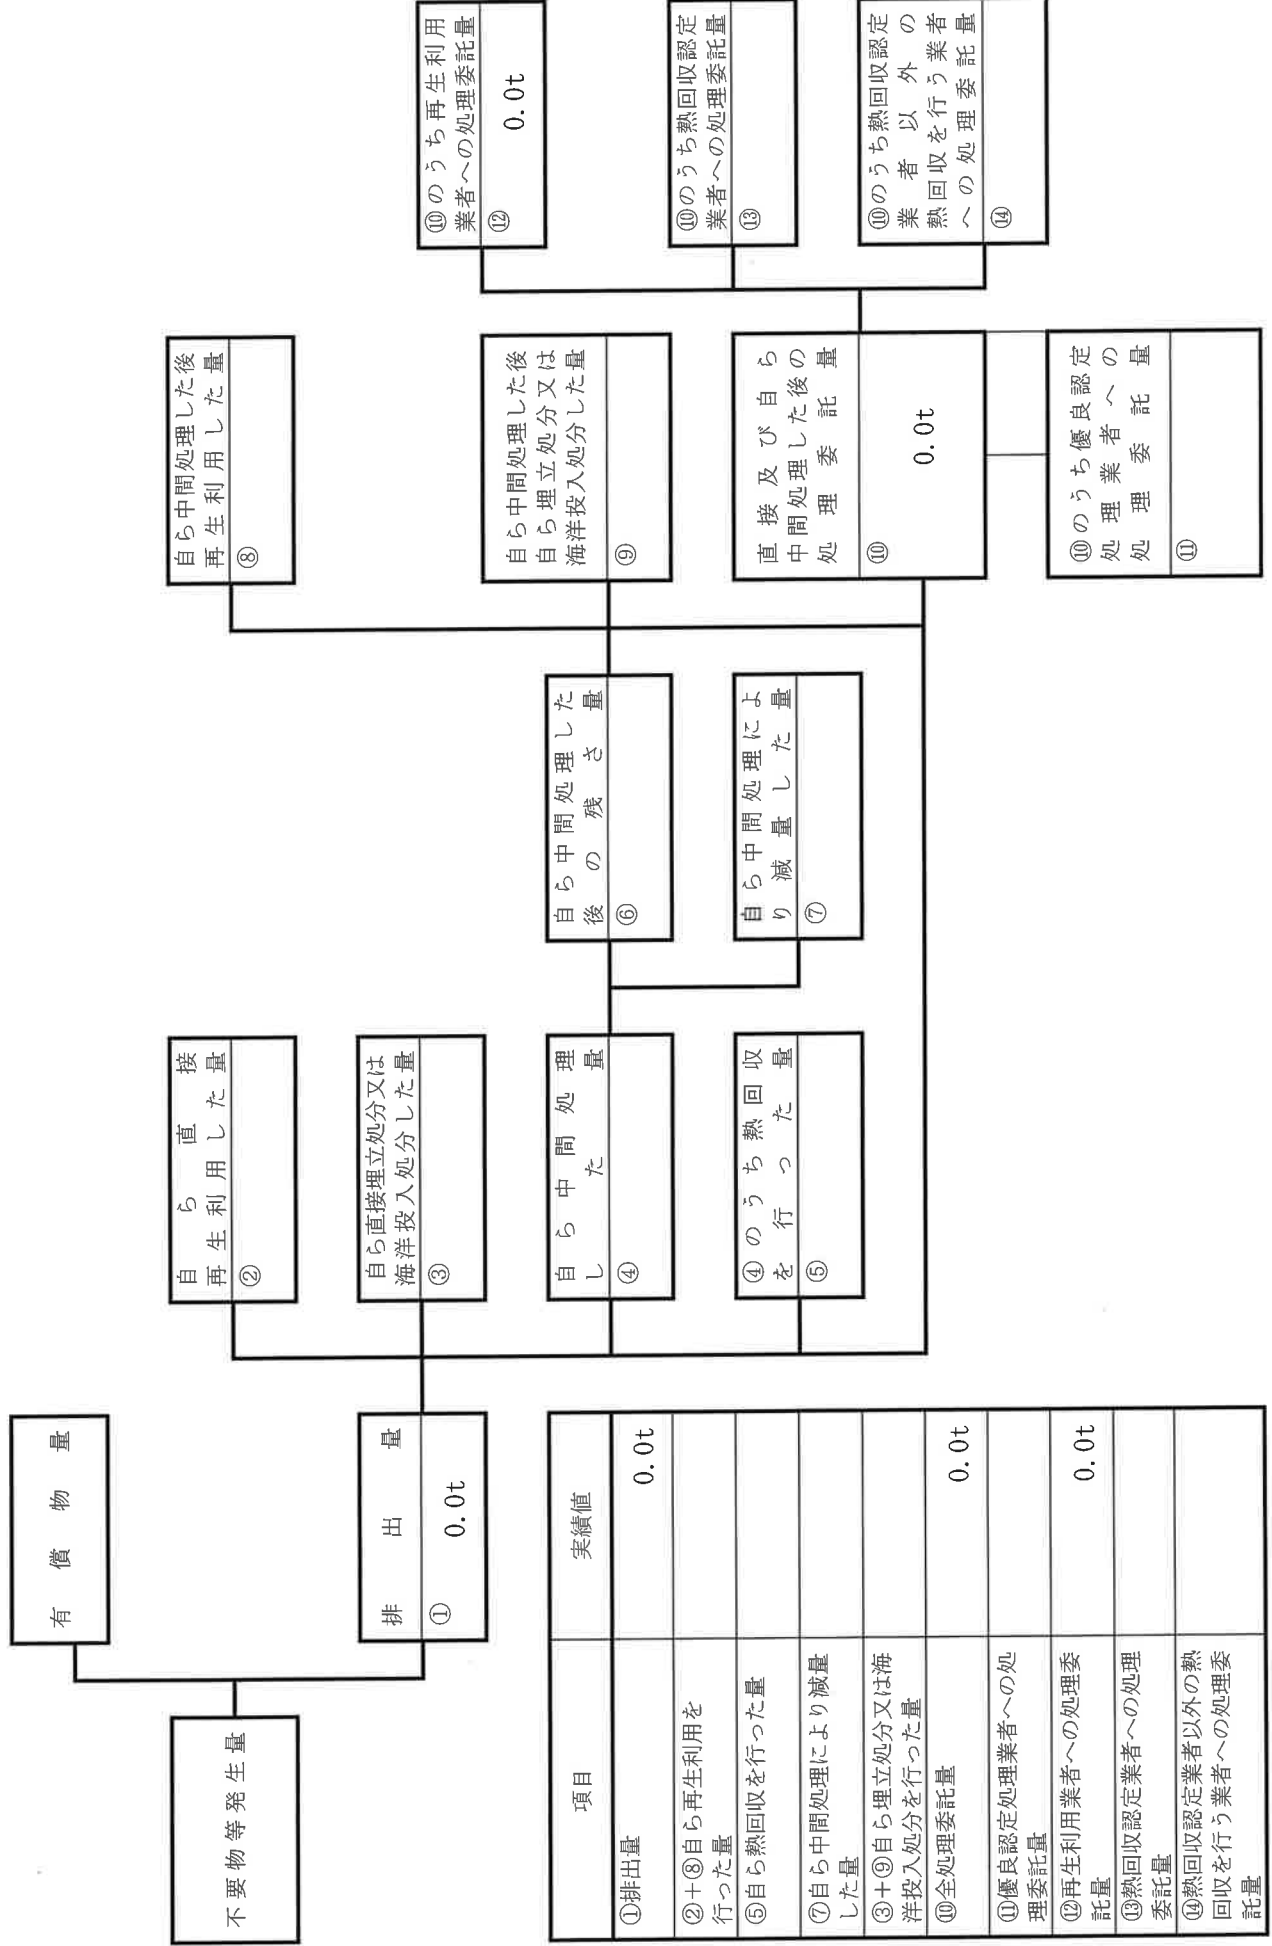 不要物等発生量
有償物量
排出量
①
0.0t
自ら直接
再生利用した量
②
自ら直接埋立処分又は
海洋投入処分した量
③
自ら中間処理
した量
④
④のうち熱回収
を行った量
⑤
自ら中間処理した
後の残さ量
⑥
自ら中間処理によ
り減量した量
⑦
自ら中間処理した後
再生利用した量
⑧
自ら中間処理した後
自ら埋立処分又は
海洋投入処分した量
⑨
直接及び自ら
中間処理した後の
処理委託量
⑩
0.0t
⑩のうち優良認定
処理業者への
処理委託量
⑪
⑩のうち再生利用
業者への処理委託量
⑫
0.0t
⑩のうち熱回収認定
業者への処理委託量
⑬
⑩のうち熱回収認定
業者以外の
熱回収を行う業者
への処理委託量
⑭
項目 実績値
①排出量 0.0t
②+⑧自ら再生利用を
行った量
⑤自ら熱回収を行った量
⑦自ら中間処理により減量
した量
③+⑨自ら埋立処分又は海
洋投入処分を行った量
⑩全処理委託量 0.0t
⑪優良認定処理業者への処
理委託量
⑫再生利用業者への処理委
託量 0.0t
⑬熱回収認定業者への処理
委託量
⑭熱回収認定業者以外の熱
回収を行う業者への処理委
託量